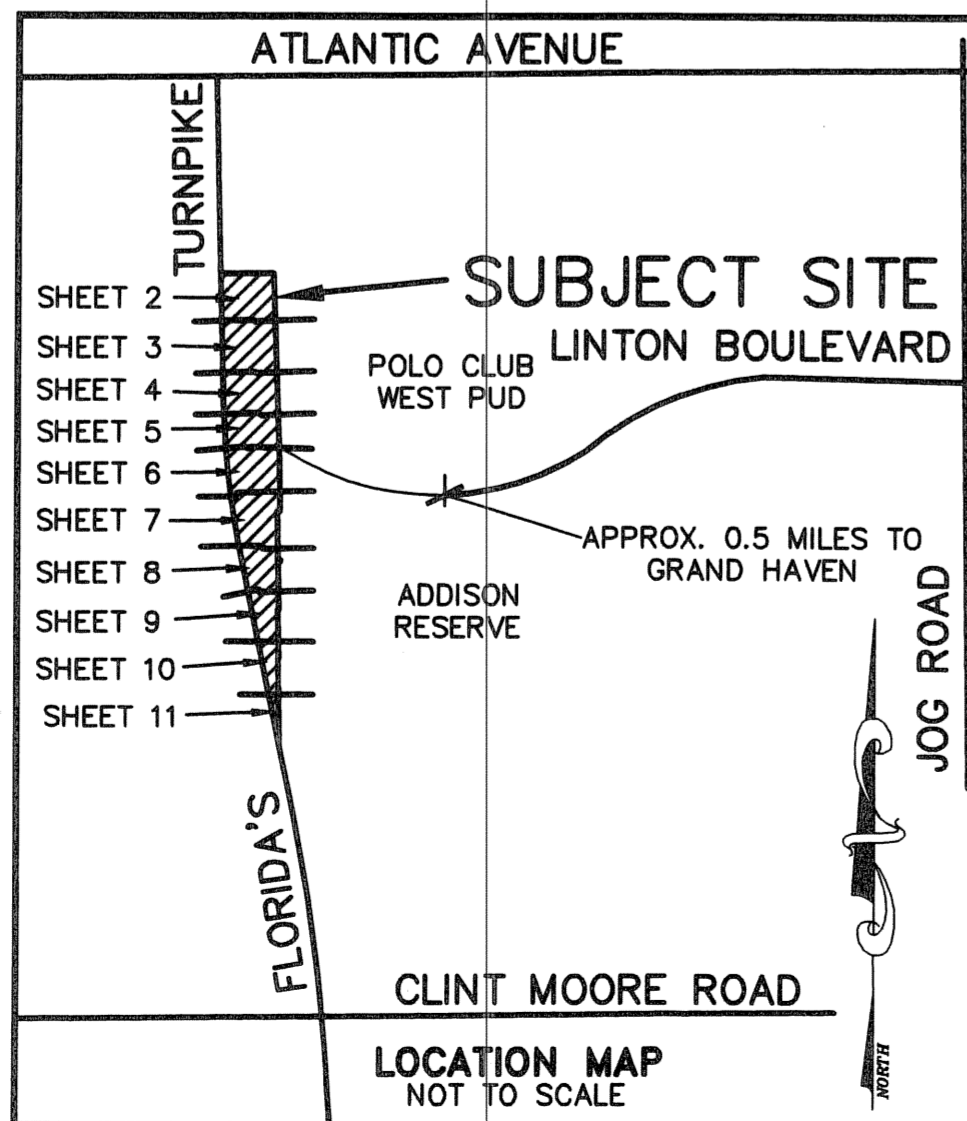 ATLANTIC AVENUE
TURNPIKE
SUBJECT SITE
LINTON BOULEVARD
SHEET 2
SHEET 3
SHEET 4
SHEET 5
SHEET 6
SHEET 7
SHEET 8
SHEET 9
SHEET 10
SHEET 11
POLO CLUB
WEST PUD
APPROX. 0.5 MILES TO
GRAND HAVEN
ADDISON
RESERVE
JOG ROAD
FLORIDA'S
CLINT MOORE ROAD
LOCATION MAP
NOT TO SCALE
NORTH